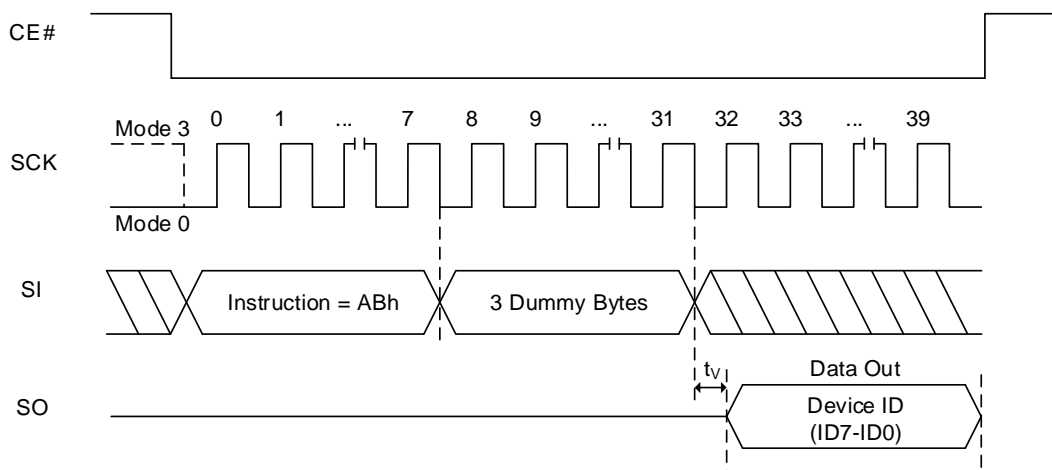 CE#
0 1 ... 7 8 9 ... 31 32 33 ... 39
Mode 3
SCK
Mode 0
SI
Instruction = ABh
3 Dummy Bytes
tV
Data Out
SO
Device ID
(ID7-ID0)